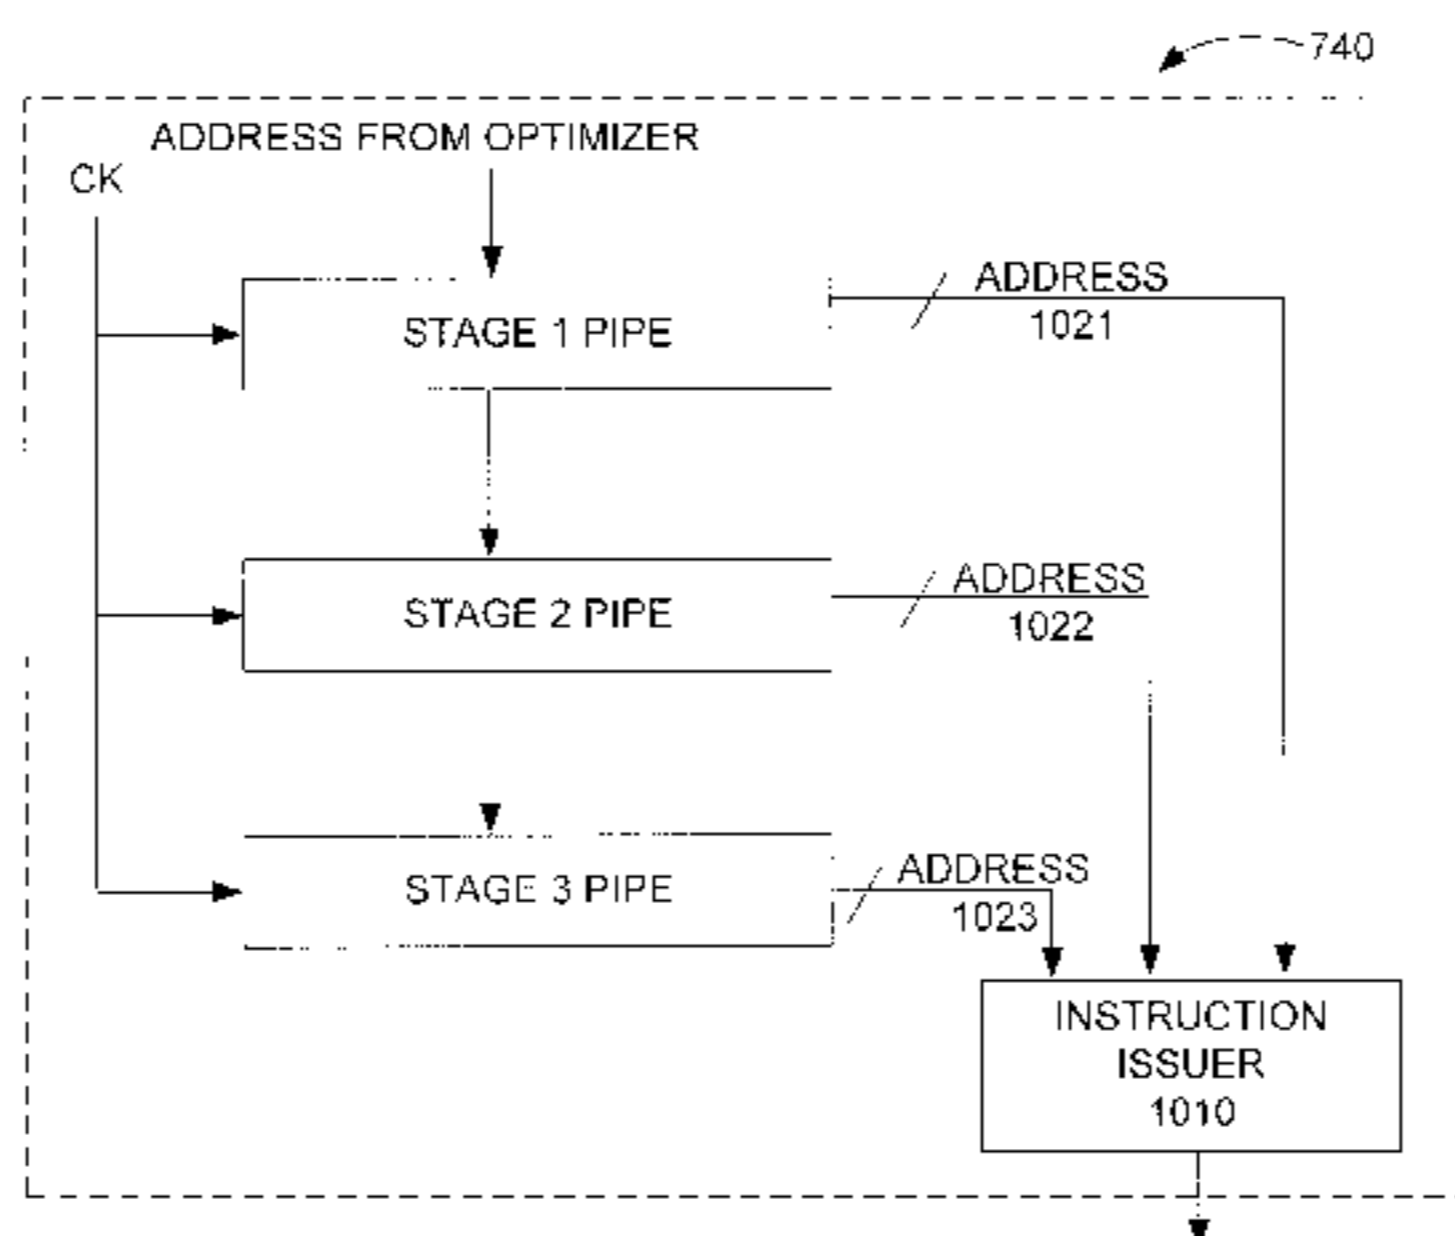 740
ADDRESS FROM OPTIMIZER
CK
ADDRESS
1021
STAGE 1 PIPE
ADDRESS
1022
STAGE 2 PIPE
ADDRESS
1023
STAGE 3 PIPE
INSTRUCTION
ISSUER
1010